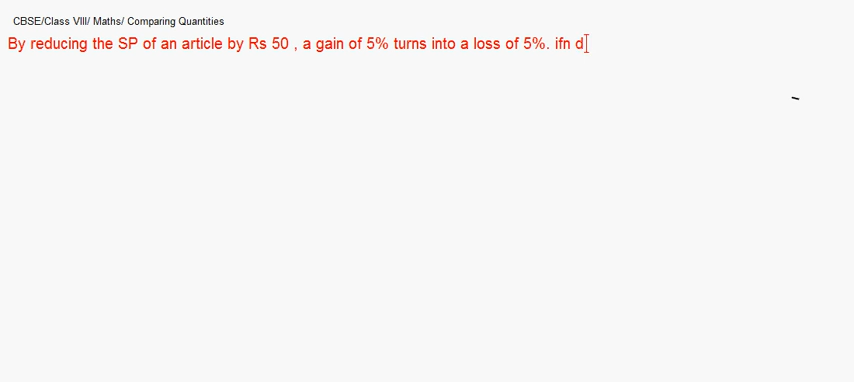 CBSE/Class VIII/ Maths/ Comparing Quantities
By reducing the SP of an article by Rs 50 , a gain of 5% turns into a loss of 5%. ifn d